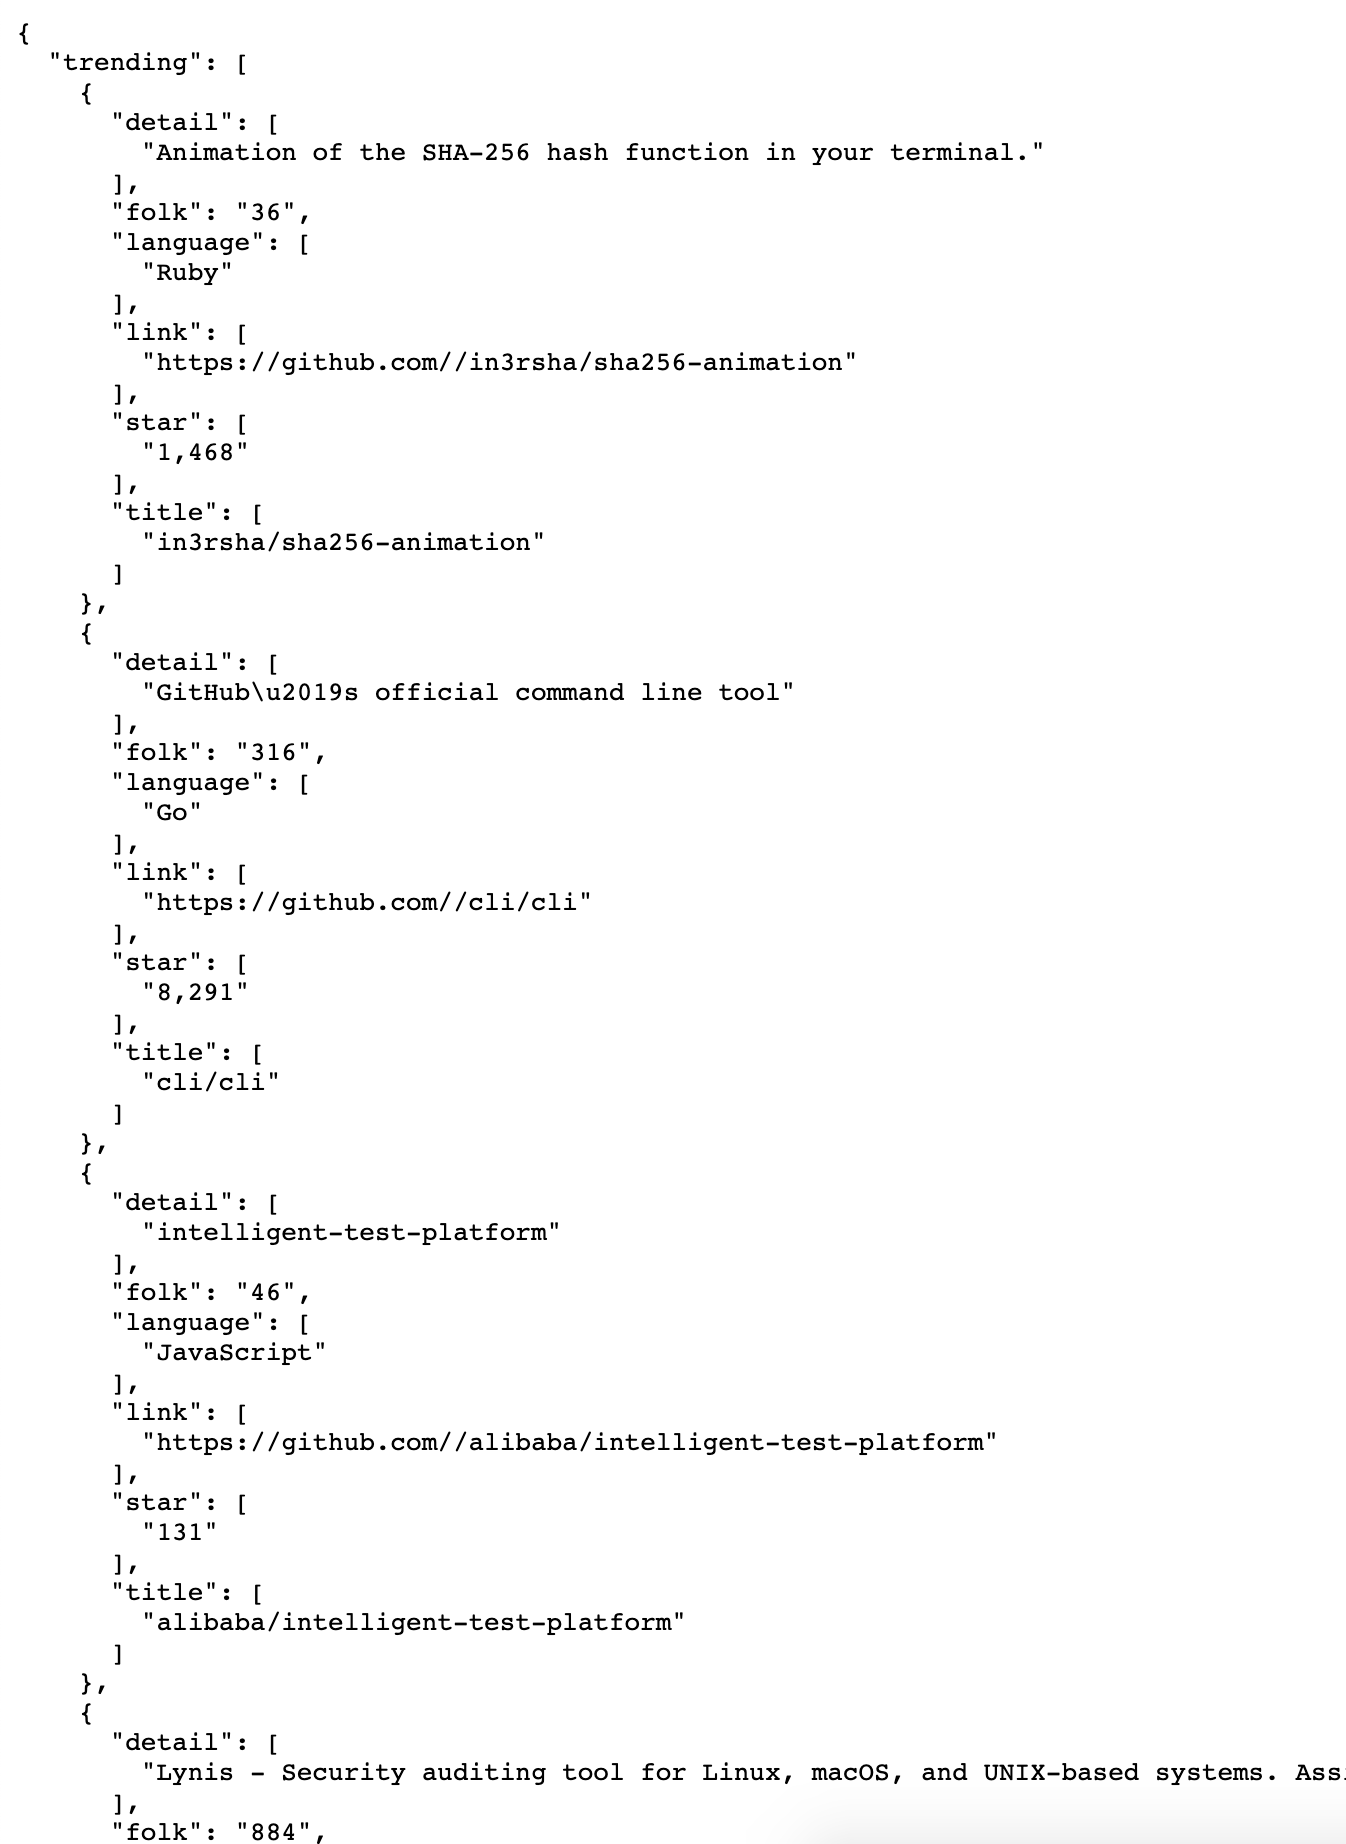 {
  "trending": [
    {
      "detail": [
        "Animation of the SHA-256 hash function in your terminal."
      ],
      "folk": "36",
      "language": [
        "Ruby"
      ],
      "link": [
        "https://github.com//in3rsha/sha256-animation"
      ],
      "star": [
        "1,468"
      ],
      "title": [
        "in3rsha/sha256-animation"
      ]
    },
    {
      "detail": [
        "GitHub\u2019s official command line tool"
      ],
      "folk": "316",
      "language": [
        "Go"
      ],
      "link": [
        "https://github.com//cli/cli"
      ],
      "star": [
        "8,291"
      ],
      "title": [
        "cli/cli"
      ]
    },
    {
      "detail": [
        "intelligent-test-platform"
      ],
      "folk": "46",
      "language": [
        "JavaScript"
      ],
      "link": [
        "https://github.com//alibaba/intelligent-test-platform"
      ],
      "star": [
        "131"
      ],
      "title": [
        "alibaba/intelligent-test-platform"
      ]
    },
    {
      "detail": [
        "Lynis - Security auditing tool for Linux, macOS, and UNIX-based systems.
      ],
      "folk": "884",